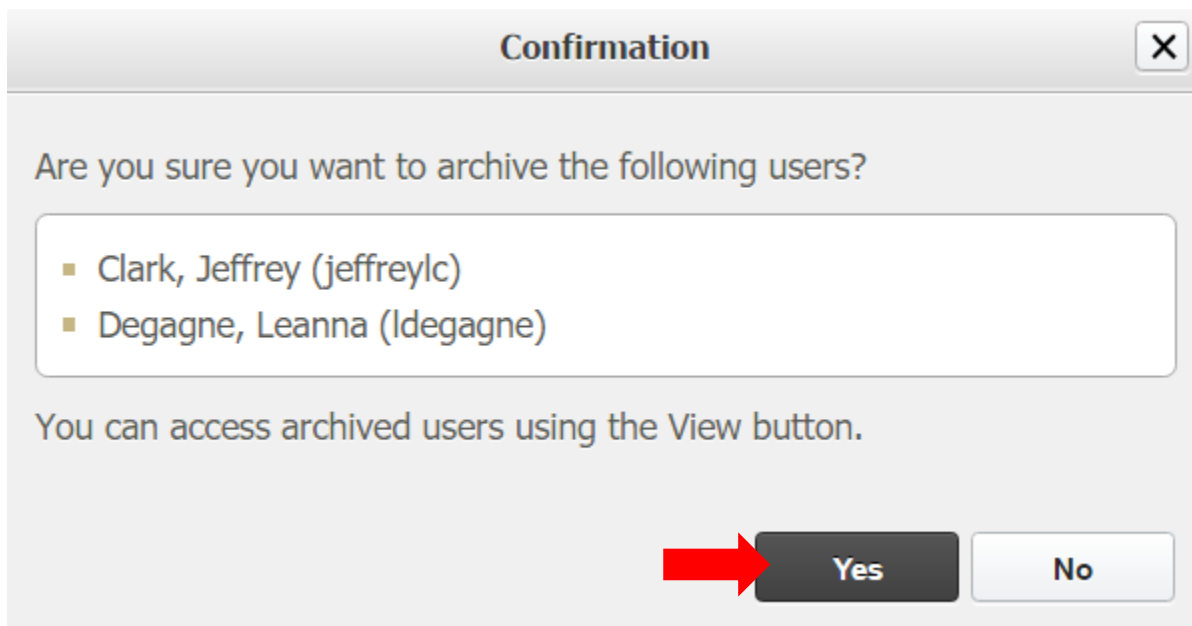 Confirmation
Are you sure you want to archive the following users?
Clark, Jeffrey (jeffreylc)
Degagne, Leanna (ldegagne)
You can access archived users using the View button.
Yes
No